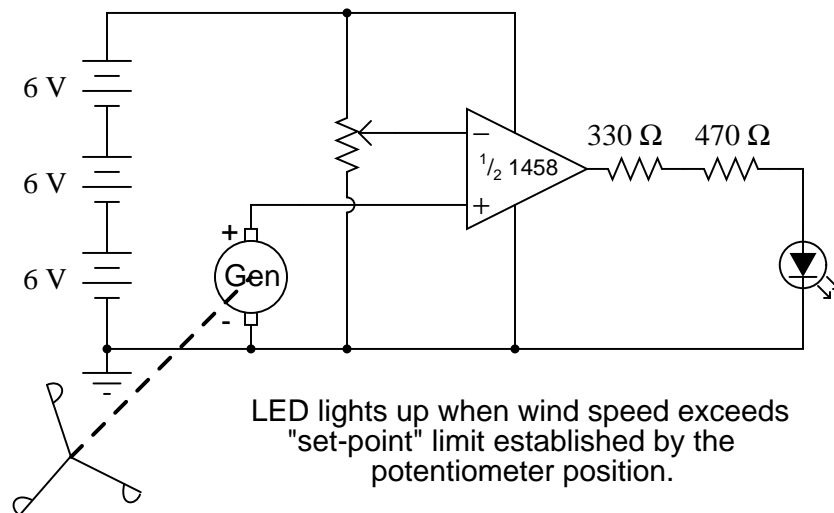 6 V
6 V
6 V
+
Gen
-
−
½ 1458
+
330 Ω 470 Ω
LED lights up when wind speed exceeds
"set-point" limit established by the
potentiometer position.